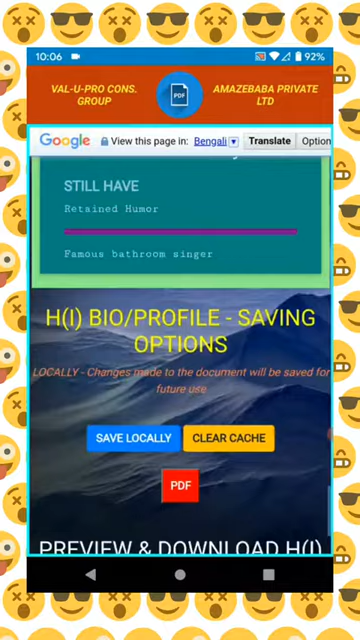 10:06
92%
VAL-U-PRO CONS. GROUP
PDF
AMAZEBABA PRIVATE LTD
Google View this page in: Bengali Translate Option
STILL HAVE
Retained Humor
Famous bathroom singer
H(I) BIO/PROFILE - SAVING
OPTIONS
LOCALLY - Changes made to the document will be saved for
future use
SAVE LOCALLY CLEAR CACHE
PDF
PREVIEW & DOWNLOAD H(I)